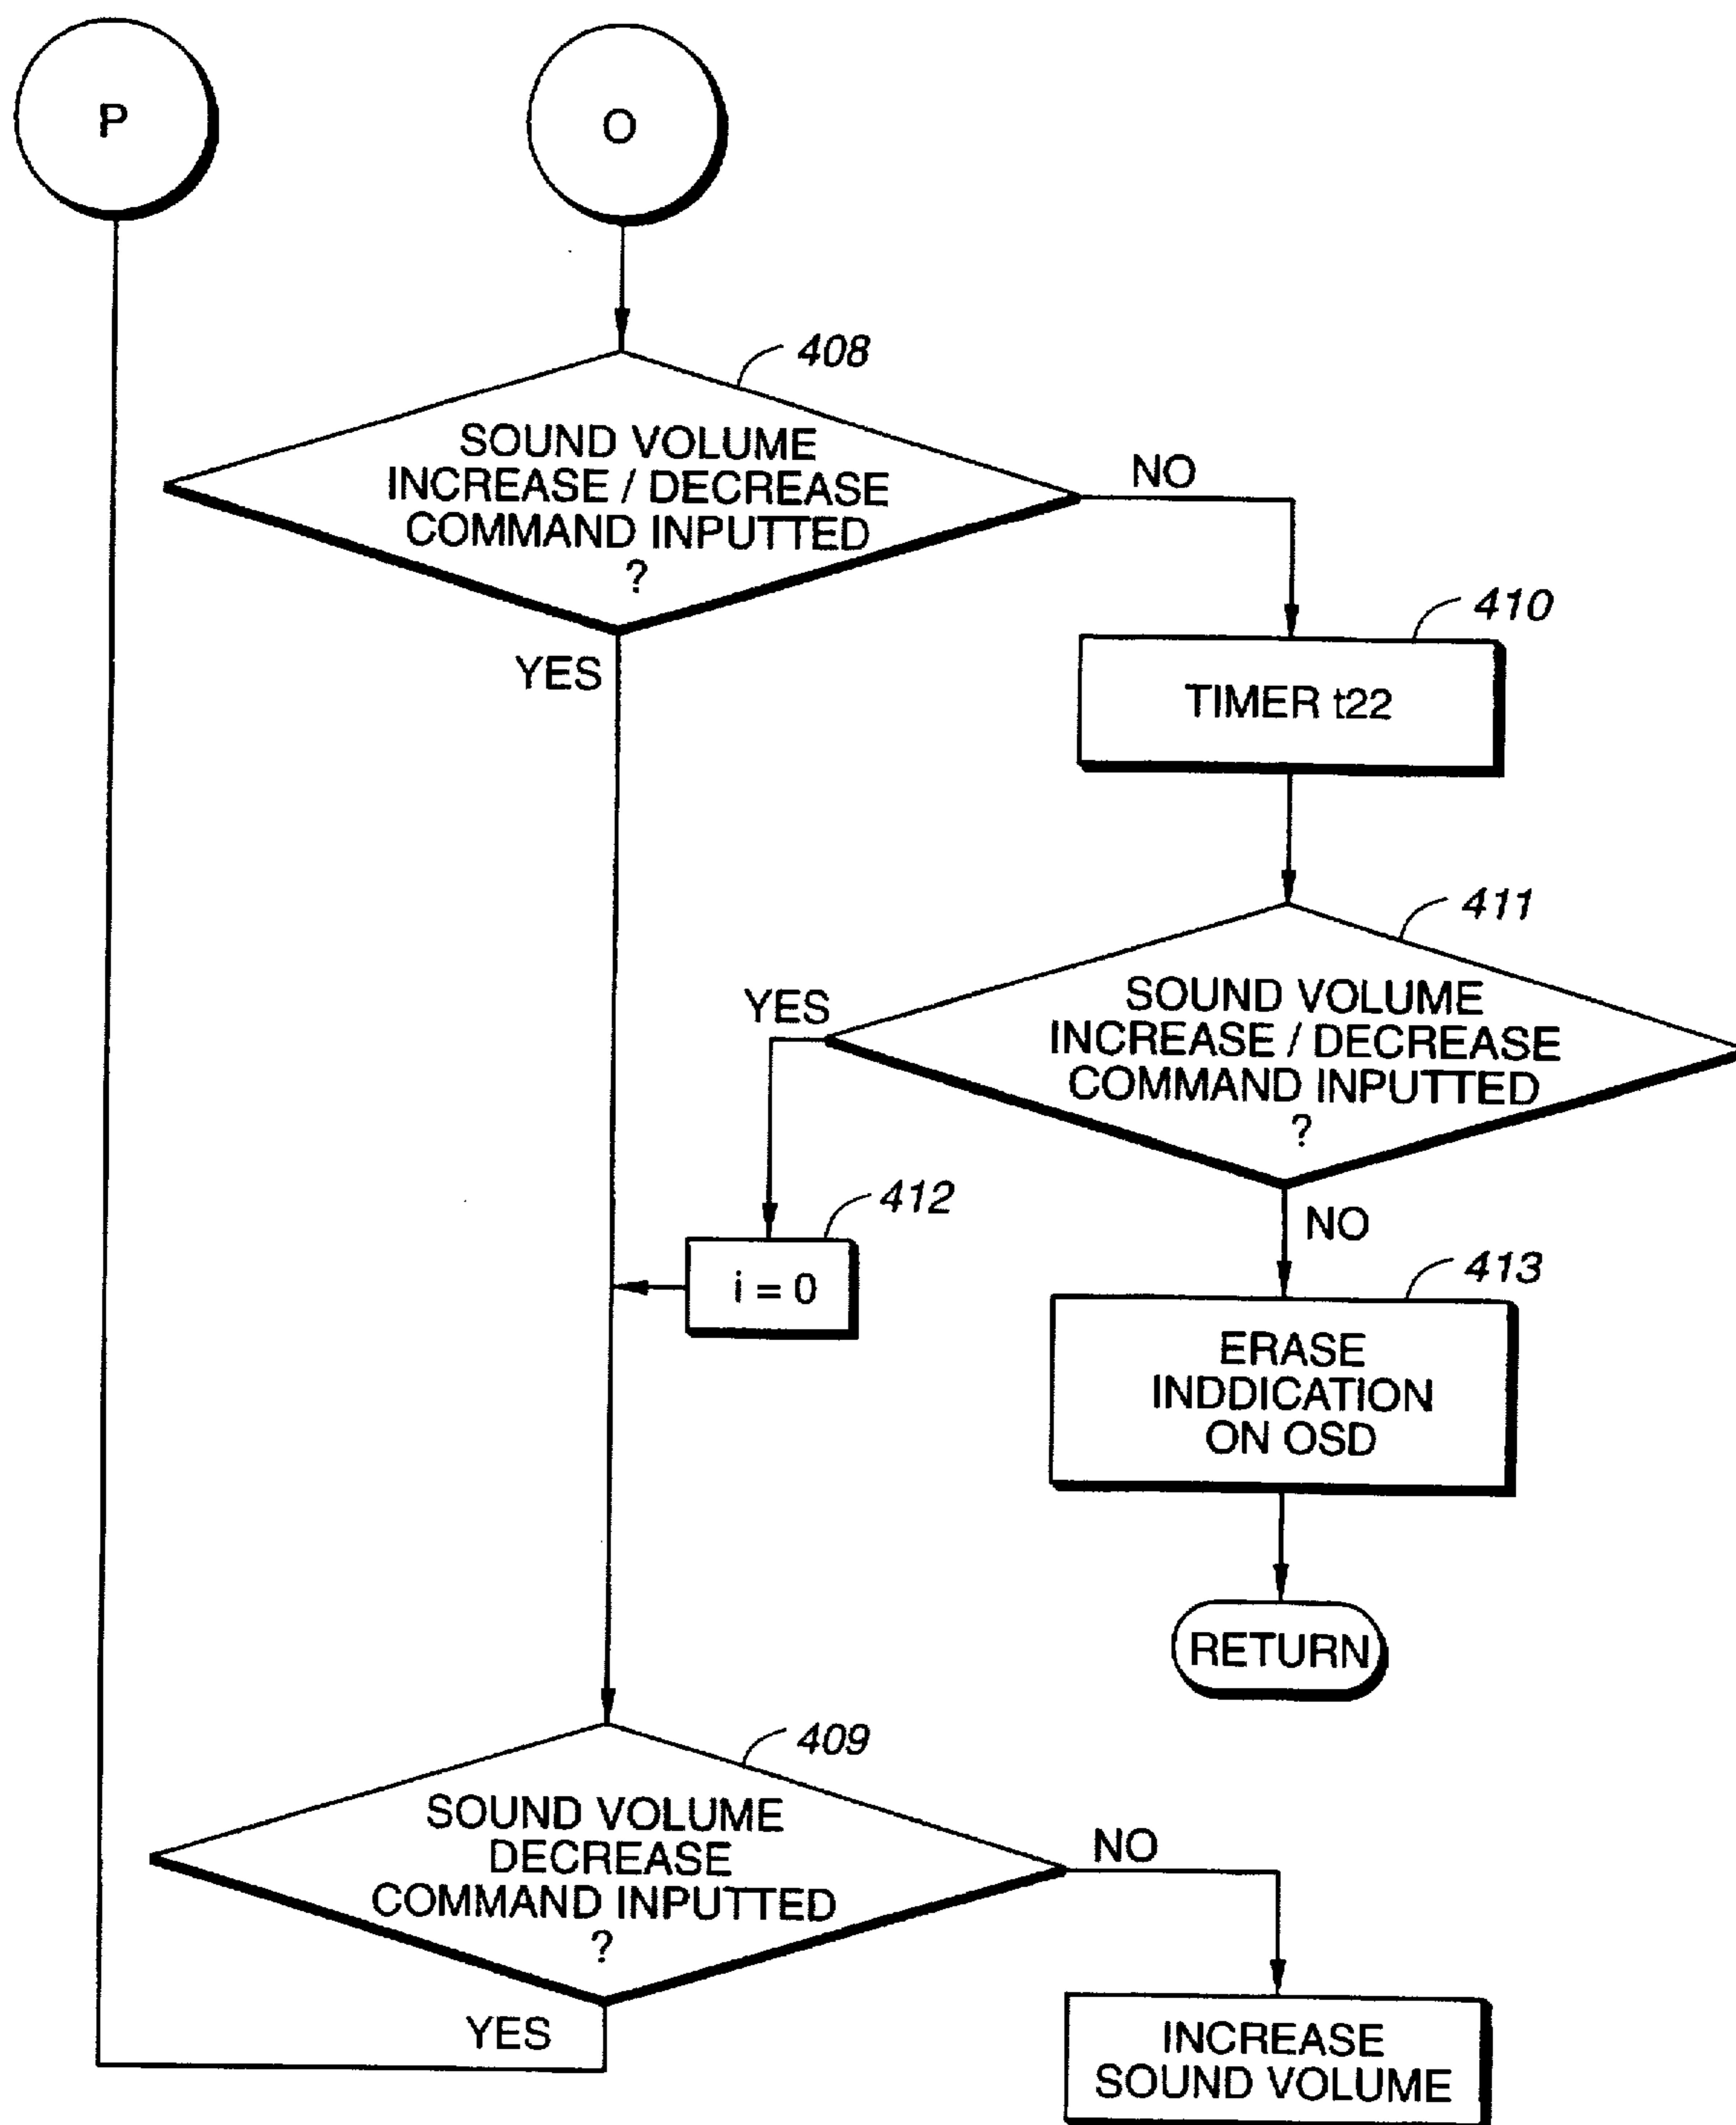 P
O
408
SOUND VOLUME
INCREASE / DECREASE
COMMAND INPUTTED
?
NO
YES
410
TIMER t22
411
SOUND VOLUME
INCREASE / DECREASE
COMMAND INPUTTED
?
YES
NO
412
i = 0
413
ERASE
INDDICATION
ON OSD
RETURN
409
SOUND VOLUME
DECREASE
COMMAND INPUTTED
?
NO
YES
INCREASE
SOUND VOLUME